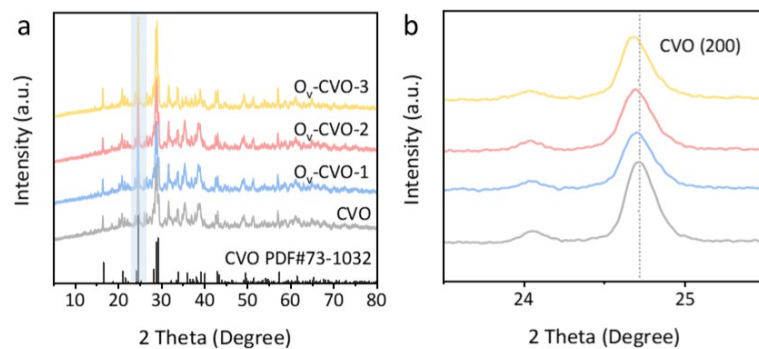 a
Intensity (a.u.)
Oᵥ-CVO-3
Oᵥ-CVO-2
Oᵥ-CVO-1
CVO
CVO PDF#73-1032
10 20 30 40 50 60 70 80
2 Theta (Degree)
b
Intensity (a.u.)
CVO (200)
24 25
2 Theta (Degree)